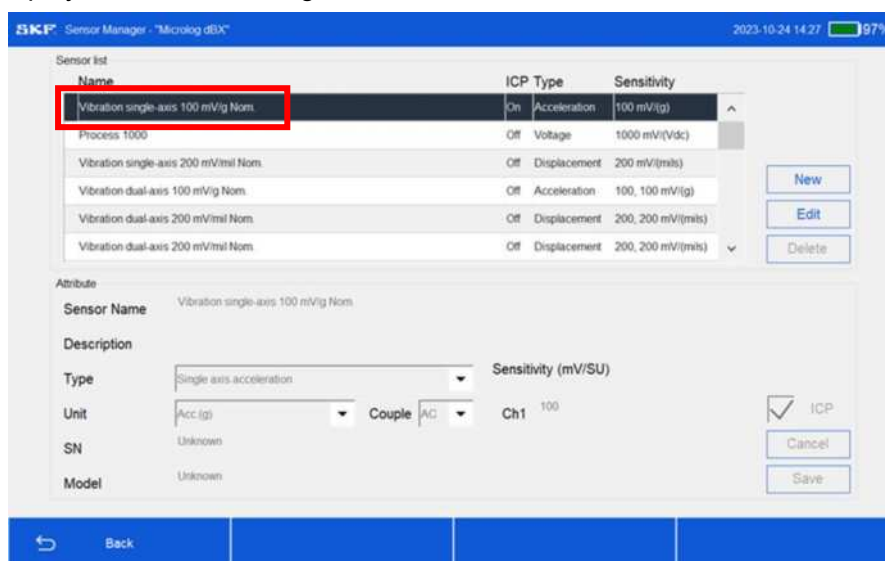 SKF Sensor Manager - "Microlog dBX" 2023-10-24 14:27 97%
Sensor list
Name ICP Type Sensitivity
Vibration single-axis 100 mV/g Nom. On Acceleration 100 mV/(g)
Process 1000 Off Voltage 1000 mV/(Vdc)
Vibration single-axis 200 mV/mil Nom. Off Displacement 200 mV/(mils)
Vibration dual-axis 100 mV/g Nom. Off Acceleration 100, 100 mV/(g)
Vibration dual-axis 200 mV/mil Nom. Off Displacement 200, 200 mV/(mils)
Vibration dual-axis 200 mV/mil Nom. Off Displacement 200, 200 mV/(mils)
New
Edit
Delete
Attribute
Sensor Name Vibration single-axis 100 mV/g Nom.
Description
Type Single axis acceleration Sensitivity (mV/SU)
Unit Acc.(g) Couple AC Ch1 100 ICP
SN Unknown Cancel
Model Unknown Save
Back